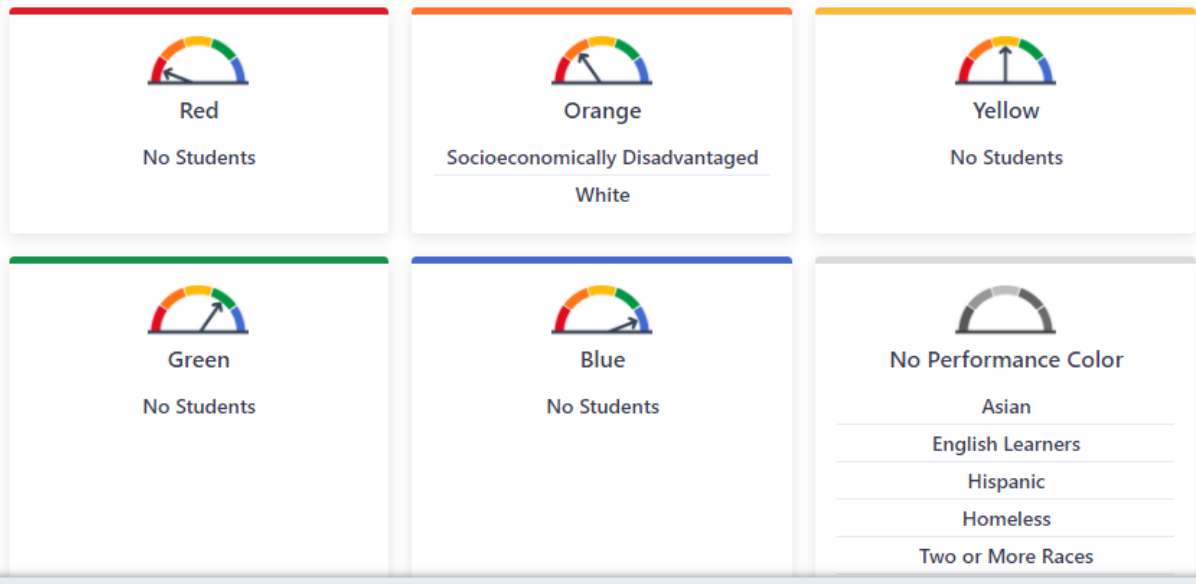 Red
No Students
Orange
Socioeconomically Disadvantaged
White
Yellow
No Students
Green
No Students
Blue
No Students
No Performance Color
Asian
English Learners
Hispanic
Homeless
Two or More Races